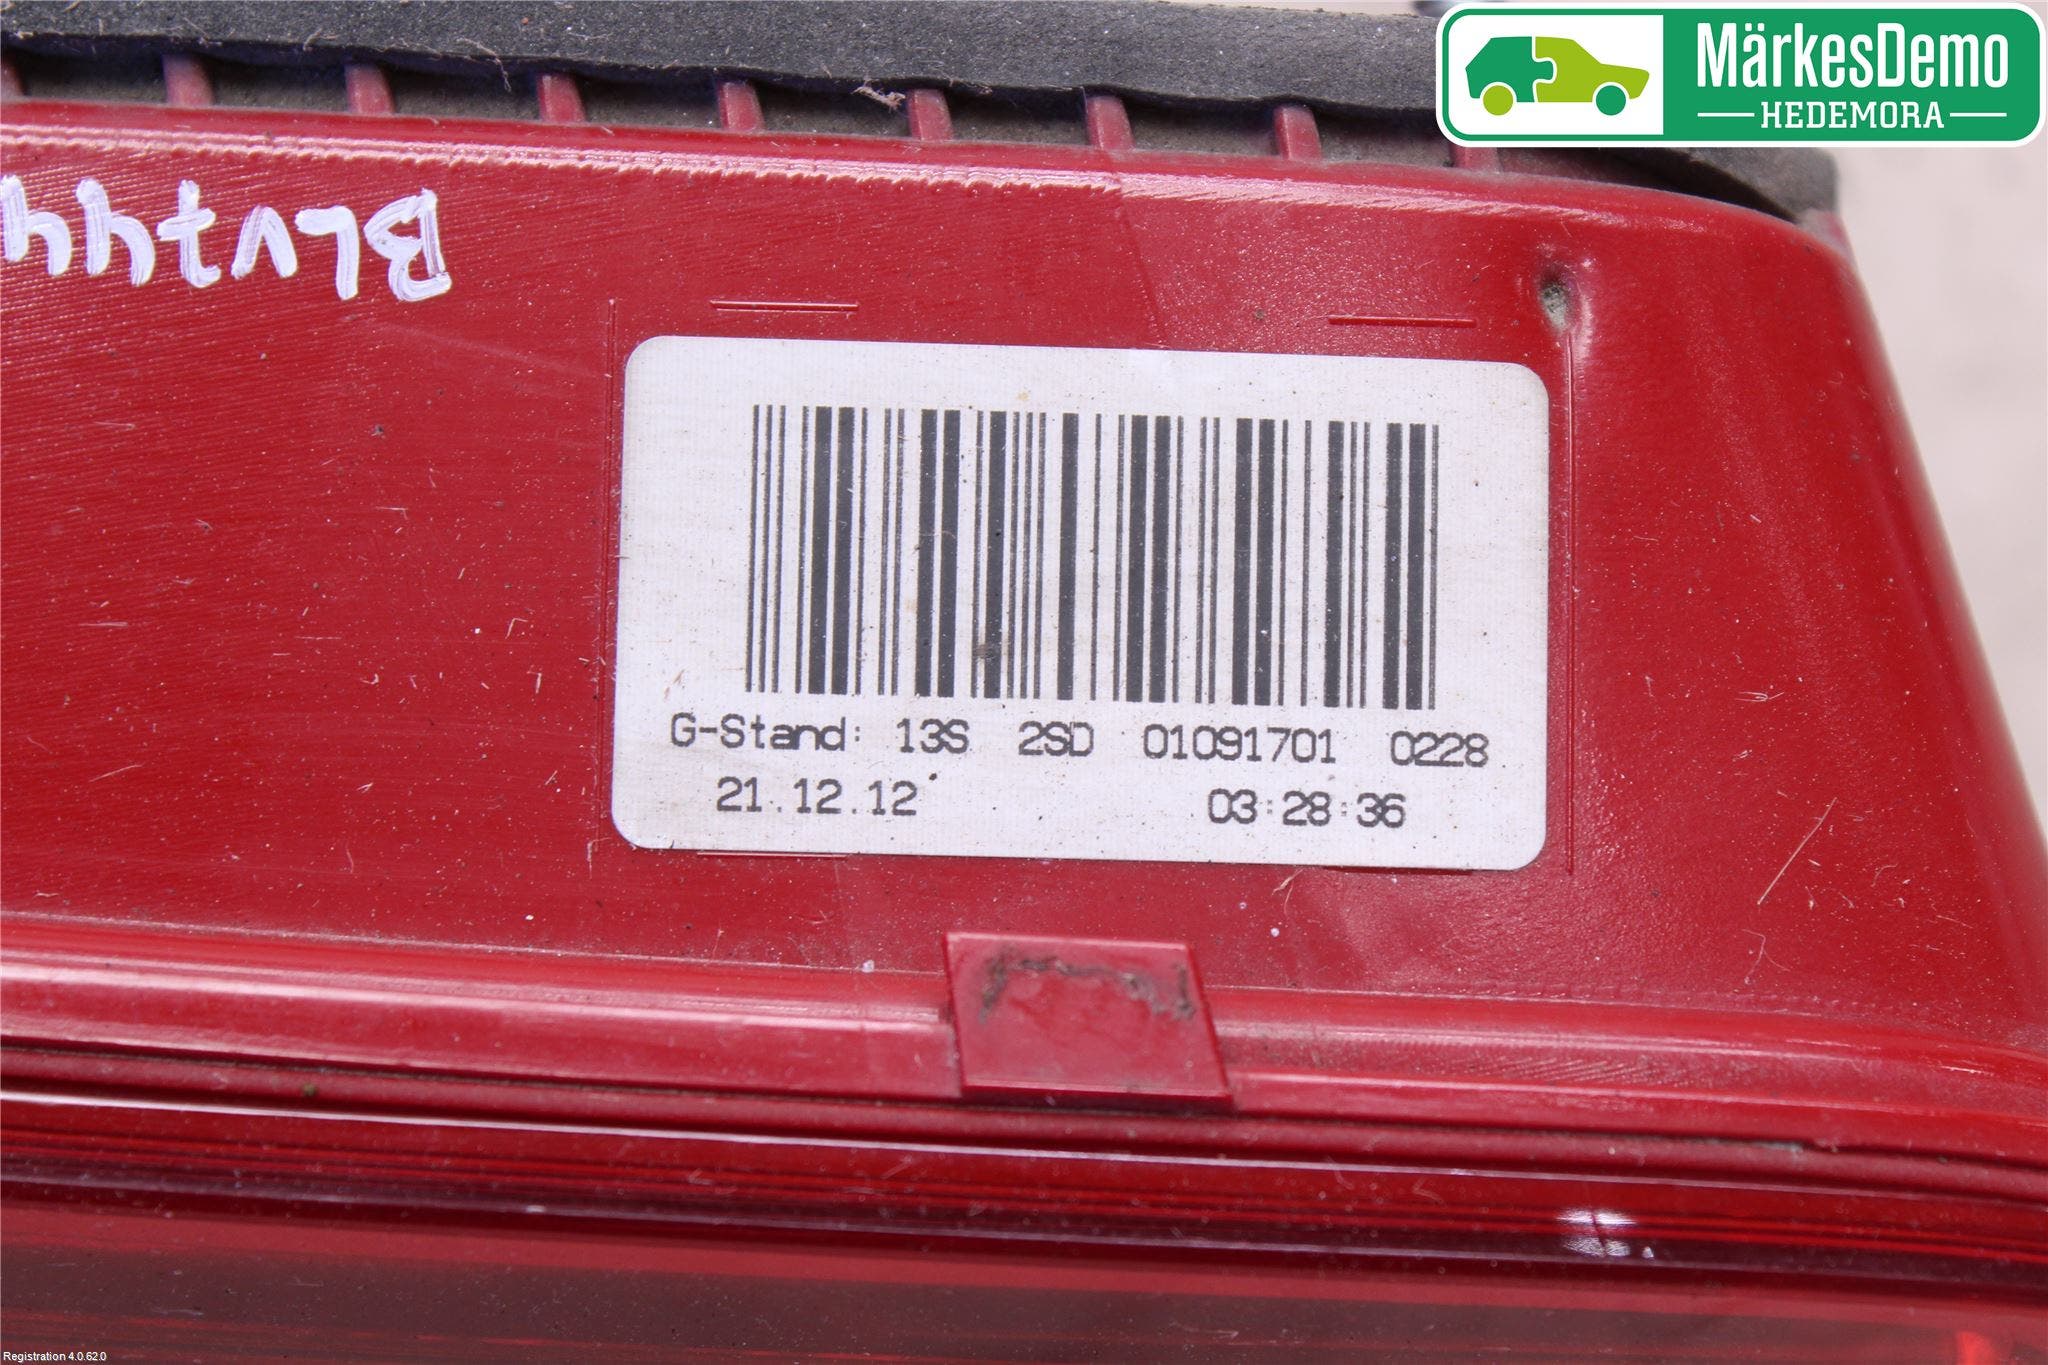 MärkesDemo
HEDEMORA
G-Stand: 13S 2SD 01091701 0228
21.12.12 03:28:36
Registration 4.0.62.0